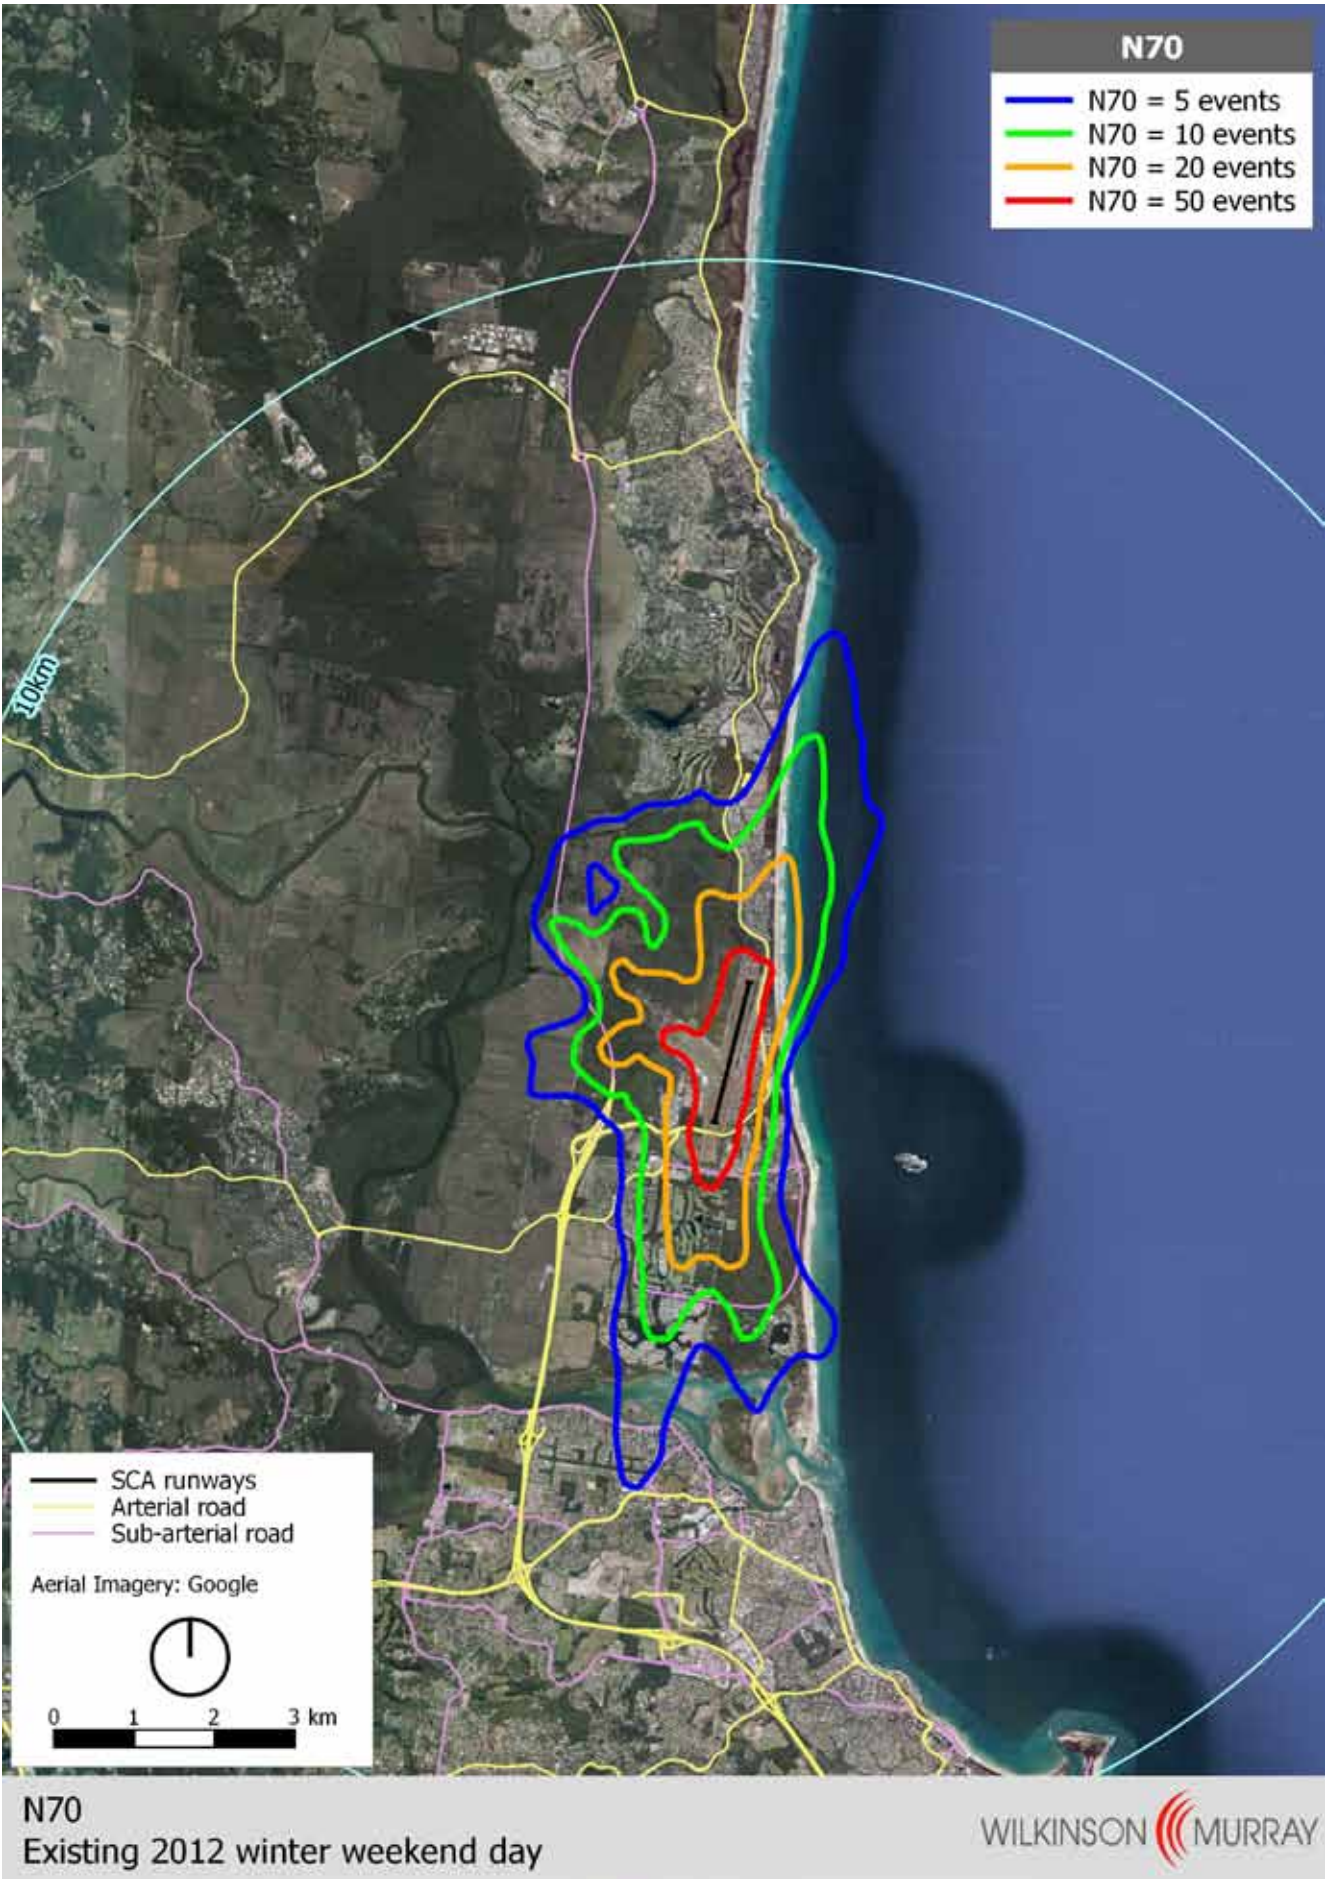 N70
N70 = 5 events
N70 = 10 events
N70 = 20 events
N70 = 50 events
10km
SCA runways
Arterial road
Sub-arterial road
Aerial Imagery: Google
0 1 2 3 km
N70
Existing 2012 winter weekend day
WILKINSON MURRAY